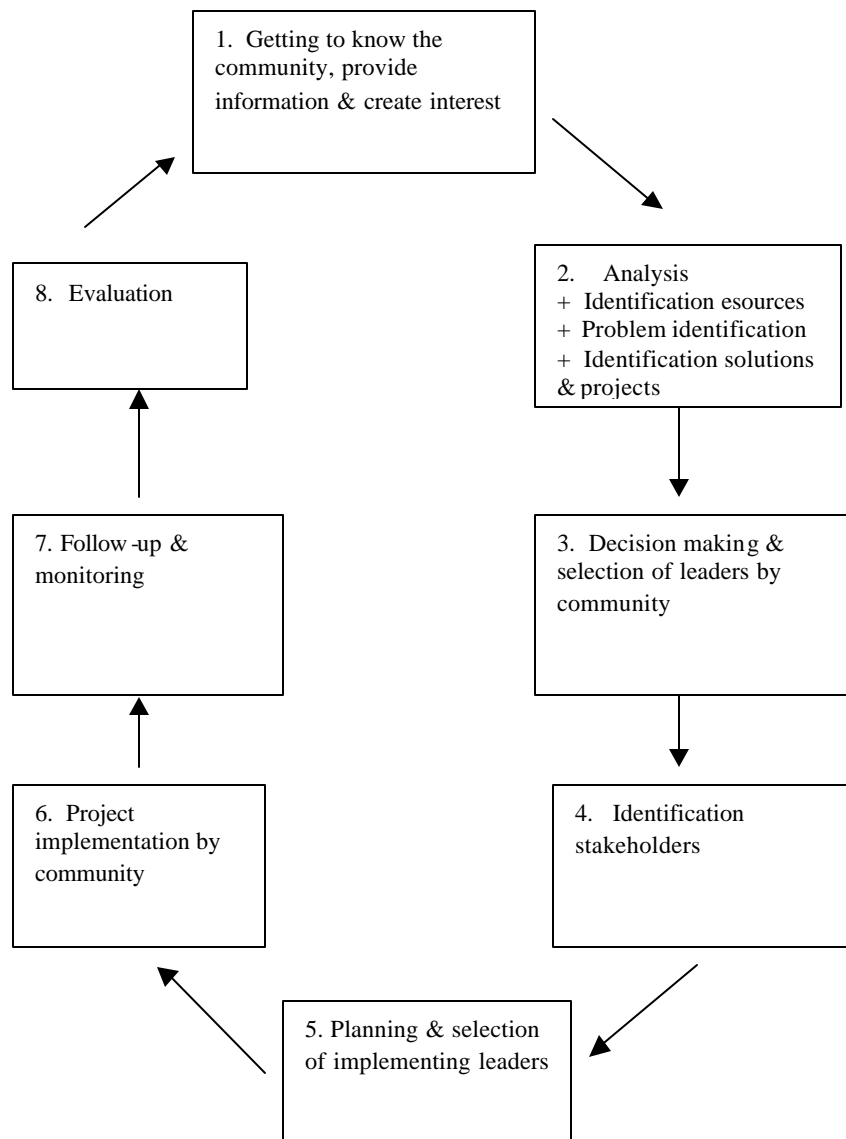 1. Getting to know the
community, provide
information & create interest
8. Evaluation
2. Analysis
+ Identification esources
+ Problem identification
+ Identification solutions
& projects
7. Follow-up &
monitoring
3. Decision making &
selection of leaders by
community
6. Project
implementation by
community
4. Identification
stakeholders
5. Planning & selection
of implementing leaders